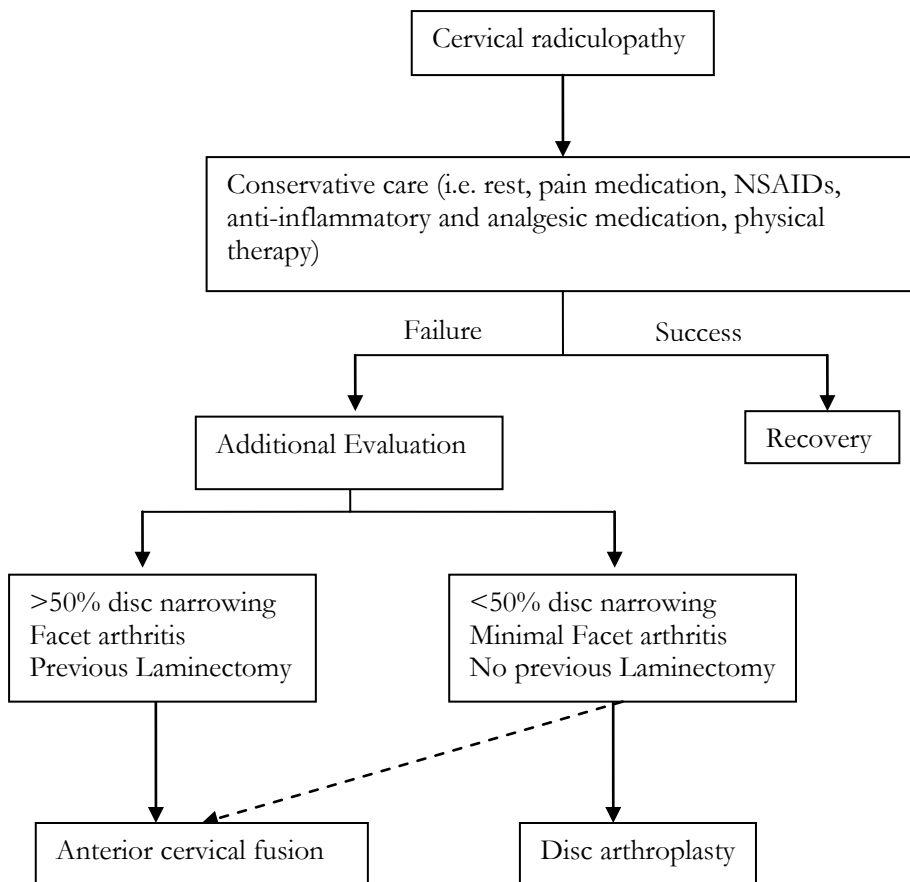 Cervical radiculopathy
Conservative care (i.e. rest, pain medication, NSAIDs,
anti-inflammatory and analgesic medication, physical
therapy)
Failure
Success
Additional Evaluation
Recovery
>50% disc narrowing
Facet arthritis
Previous Laminectomy
<50% disc narrowing
Minimal Facet arthritis
No previous Laminectomy
Anterior cervical fusion
Disc arthroplasty